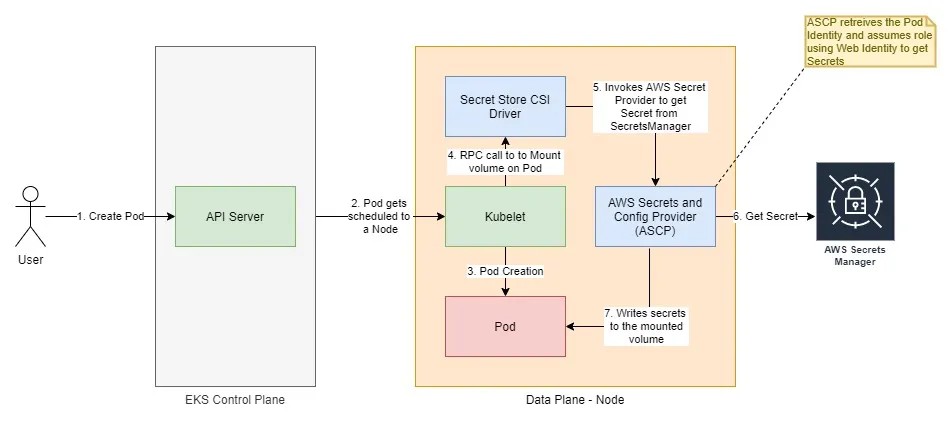 ASCP retreives the Pod
Identity and assumes role
using Web Identity to get
Secrets
Secret Store CSI
Driver
5. Invokes AWS Secret
Provider to get
Secret from
SecretsManager
4. RPC call to to Mount
volume on Pod
User
1. Create Pod
API Server
2. Pod gets
scheduled to
a Node
Kubelet
AWS Secrets and
Config Provider
(ASCP)
6. Get Secret
AWS Secrets
Manager
3. Pod Creation
Pod
7. Writes secrets
to the mounted
volume
EKS Control Plane
Data Plane - Node